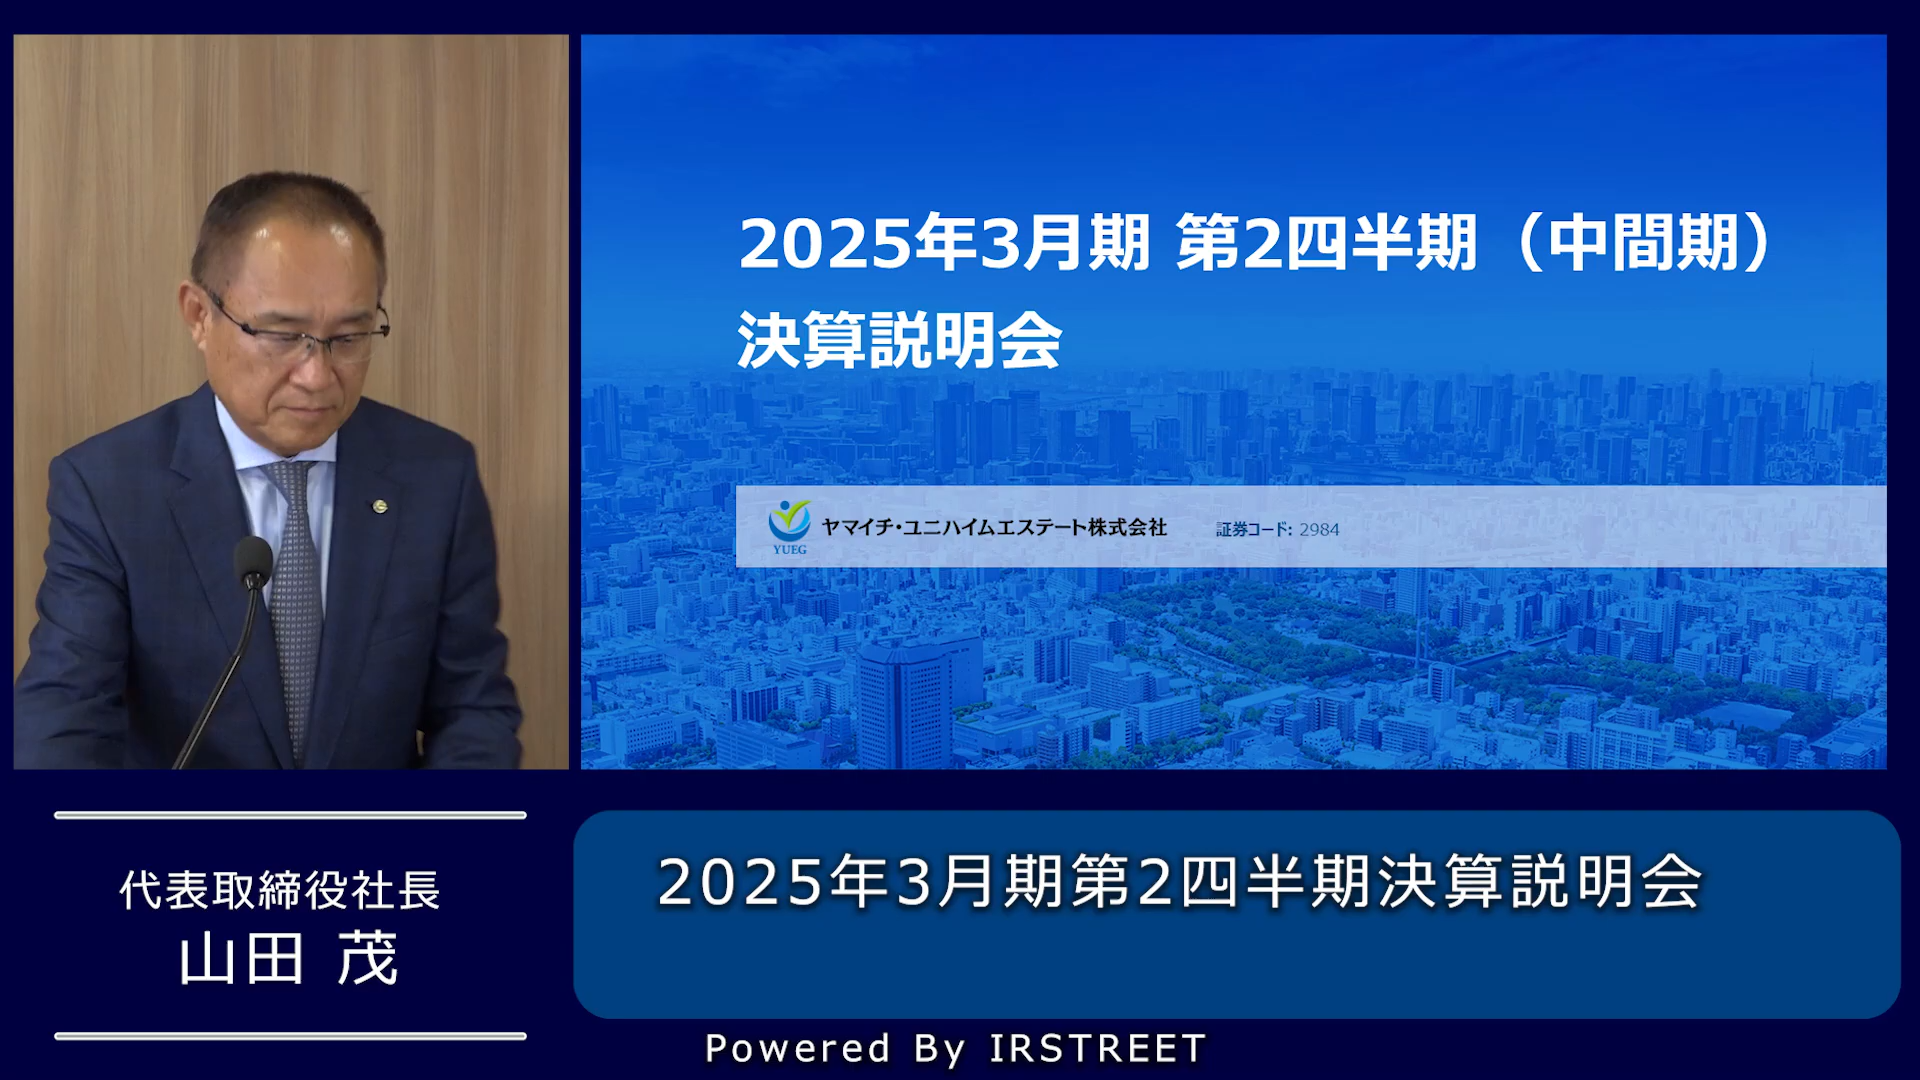 2025年3月期 第2四半期（中間期）
決算説明会
YUEG
ヤマイチ・ユニハイムエステート株式会社 証券コード: 2984
代表取締役社長
山田 茂
2025年3月期第2四半期決算説明会
Powered By IRSTREET